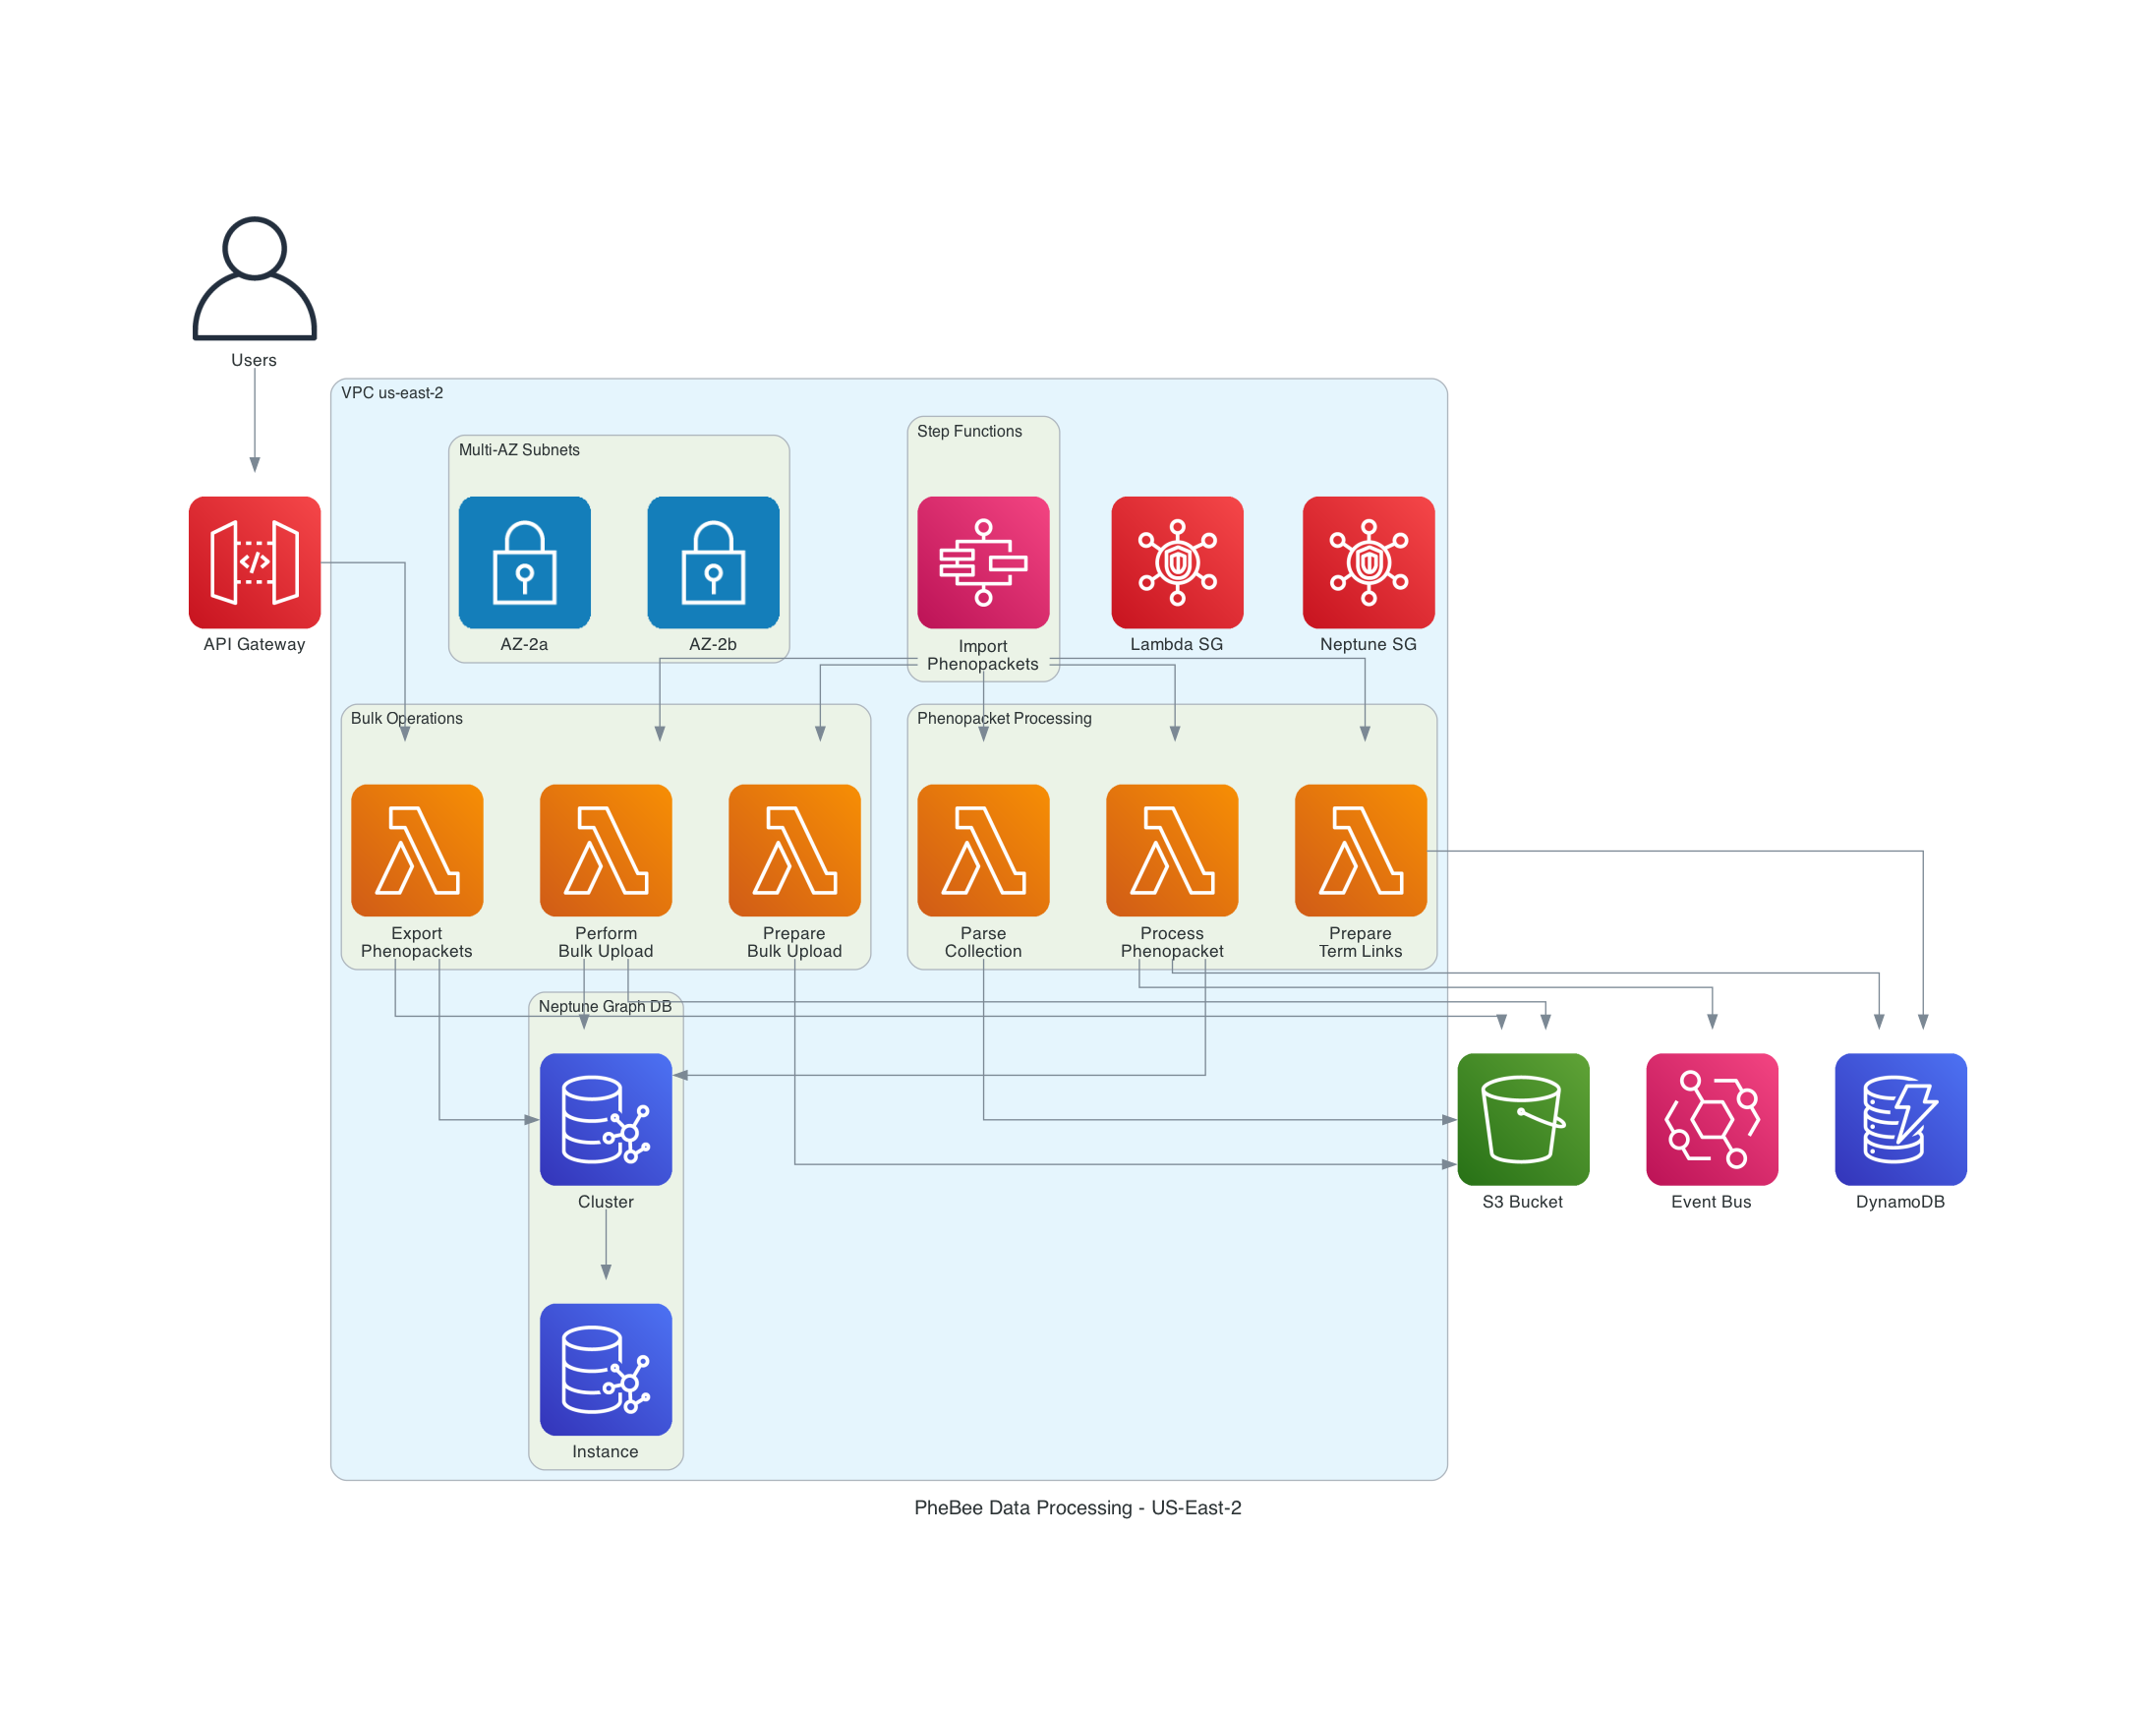 Users
VPC us-east-2
Step Functions
Multi-AZ Subnets
API Gateway
AZ-2a
AZ-2b
Import
Phenopackets
Lambda SG
Neptune SG
Bulk Operations
Phenopacket Processing
Export
Phenopackets
Perform
Bulk Upload
Prepare
Bulk Upload
Parse
Collection
Process
Phenopacket
Prepare
Term Links
Neptune Graph DB
Cluster
S3 Bucket
Event Bus
DynamoDB
Instance
PheBee Data Processing - US-East-2